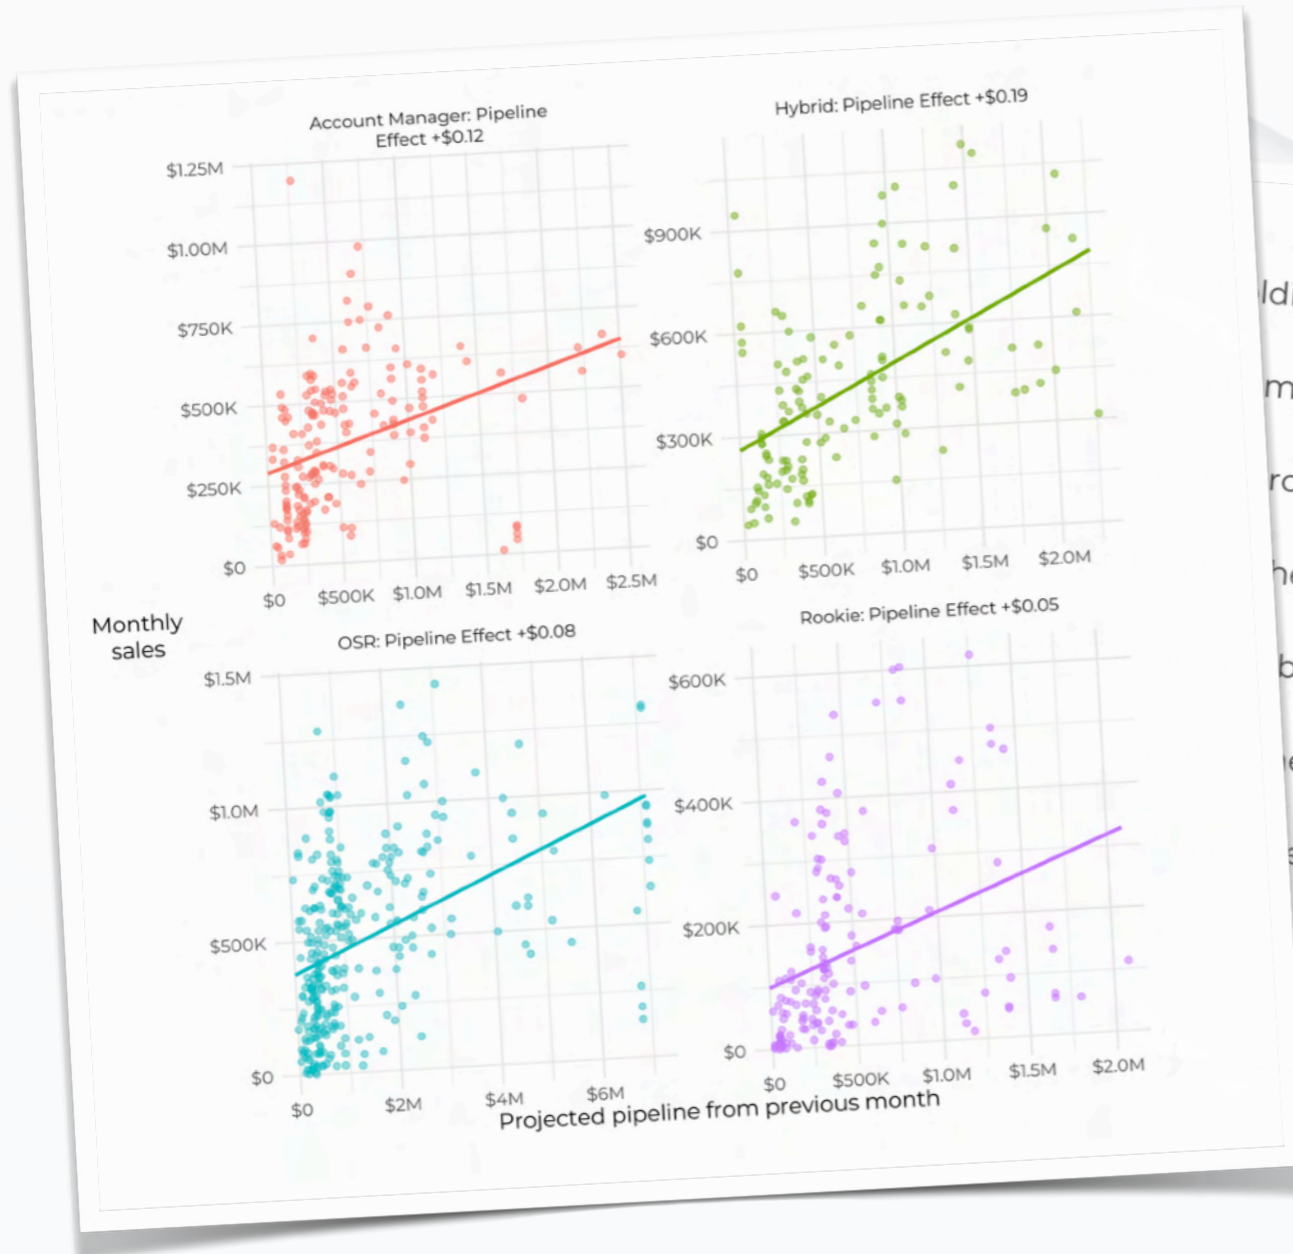 Account Manager: Pipeline
Effect +$0.12
$1.25M
$1.00M
$750K
$500K
$250K
$0
$0 $500K $1.0M $1.5M $2.0M $2.5M
Hybrid: Pipeline Effect +$0.19
$900K
$600K
$300K
$0
$0 $500K $1.0M $1.5M $2.0M
Monthly
sales
OSR: Pipeline Effect +$0.08
$1.5M
$1.0M
$500K
$0
$0 $2M $4M $6M
Rookie: Pipeline Effect +$0.05
$600K
$400K
$200K
$0
$0 $500K $1.0M $1.5M $2.0M
Projected pipeline from previous month